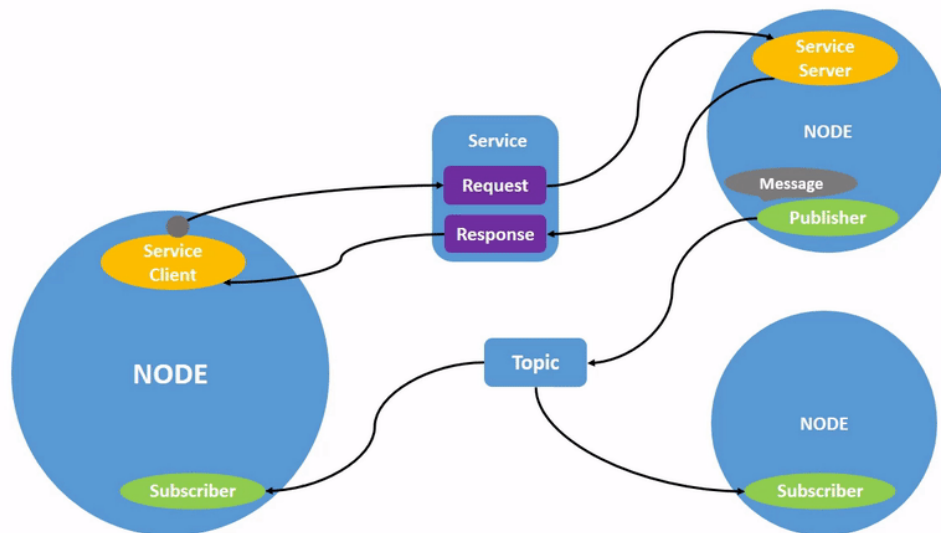 Service
Server
NODE
Message
Publisher
Service
Request
Response
Service
Client
NODE
Subscriber
Topic
NODE
Subscriber